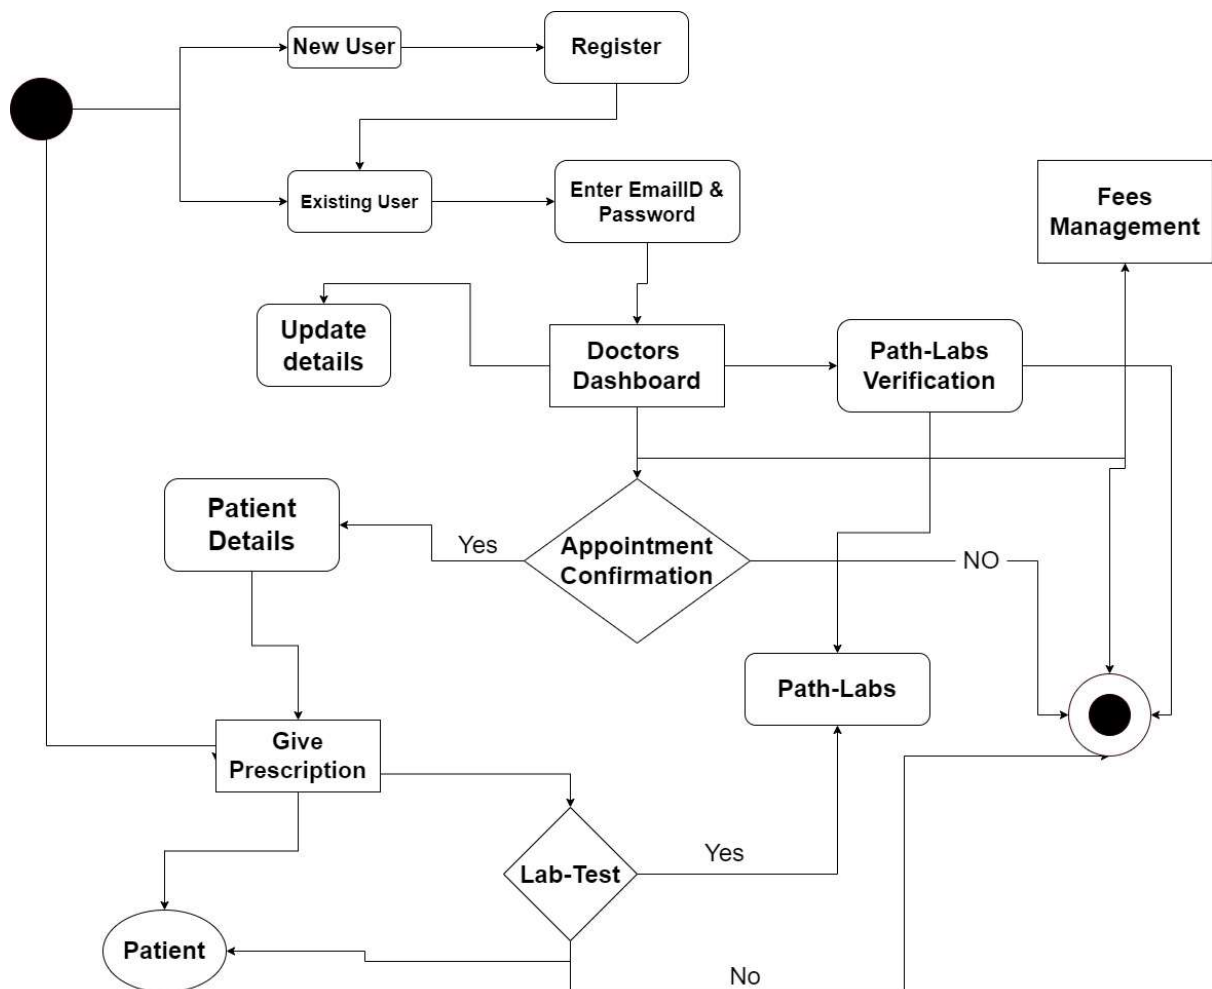 New User
Register
Existing User
Enter EmailID &
Password
Fees
Management
Update
details
Doctors
Dashboard
Path-Labs
Verification
Patient
Details
Yes
Appointment
Confirmation
NO
Path-Labs
Give
Prescription
Lab-Test
Yes
Patient
No